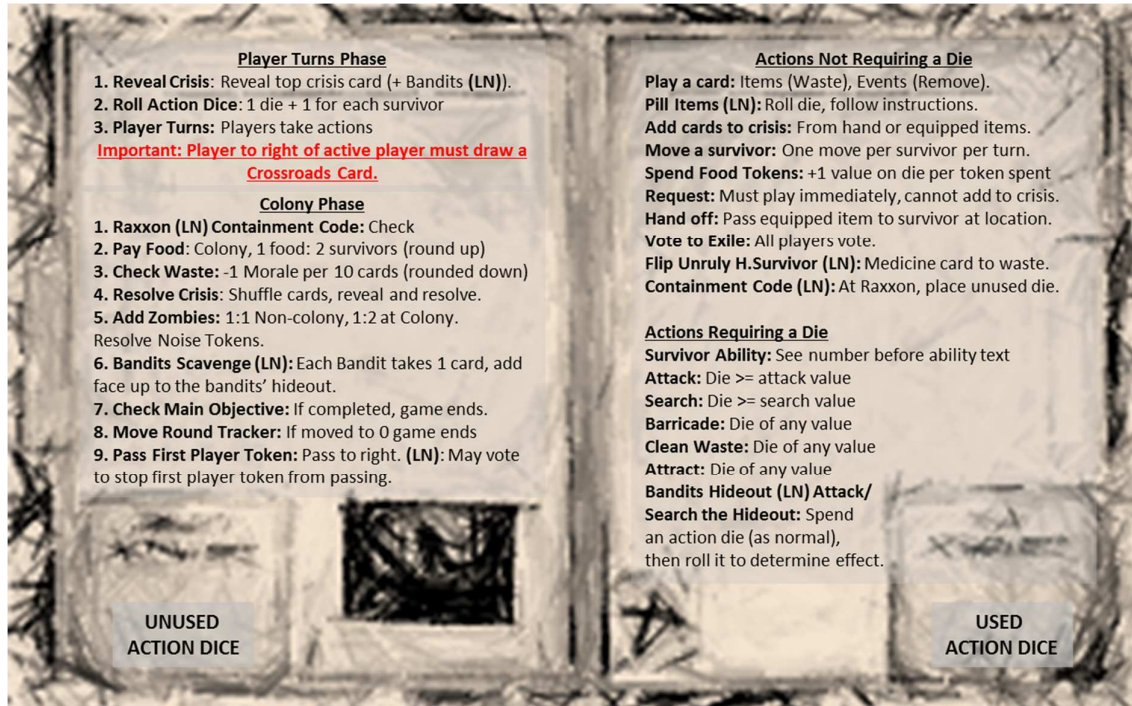 Player Turns Phase
1. Reveal Crisis: Reveal top crisis card (+ Bandits (LN)).
2. Roll Action Dice: 1 die + 1 for each survivor
3. Player Turns: Players take actions
Important: Player to right of active player must draw a
Crossroads Card.
Colony Phase
1. Raxxon (LN) Containment Code: Check
2. Pay Food: Colony, 1 food: 2 survivors (round up)
3. Check Waste: -1 Morale per 10 cards (rounded down)
4. Resolve Crisis: Shuffle cards, reveal and resolve.
5. Add Zombies: 1:1 Non-colony, 1:2 at Colony.
Resolve Noise Tokens.
6. Bandits Scavenge (LN): Each Bandit takes 1 card, add
face up to the bandits’ hideout.
7. Check Main Objective: If completed, game ends.
8. Move Round Tracker: If moved to 0 game ends
9. Pass First Player Token: Pass to right. (LN): May vote
to stop first player token from passing.
UNUSED
ACTION DICE
Actions Not Requiring a Die
Play a card: Items (Waste), Events (Remove).
Pill Items (LN): Roll die, follow instructions.
Add cards to crisis: From hand or equipped items.
Move a survivor: One move per survivor per turn.
Spend Food Tokens: +1 value on die per token spent
Request: Must play immediately, cannot add to crisis.
Hand off: Pass equipped item to survivor at location.
Vote to Exile: All players vote.
Flip Unruly H.Survivor (LN): Medicine card to waste.
Containment Code (LN): At Raxxon, place unused die.
Actions Requiring a Die
Survivor Ability: See number before ability text
Attack: Die >= attack value
Search: Die >= search value
Barricade: Die of any value
Clean Waste: Die of any value
Attract: Die of any value
Bandits Hideout (LN) Attack/
Search the Hideout: Spend
an action die (as normal),
then roll it to determine effect.
USED
ACTION DICE